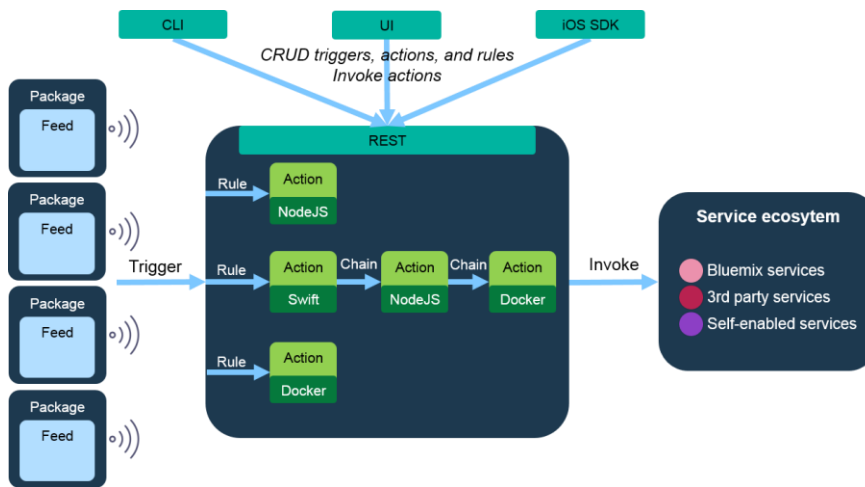 CLI
UI
iOS SDK
CRUD triggers, actions, and rules
Invoke actions
Package
Feed
Package
Feed
Package
Feed
Package
Feed
Trigger
REST
Rule
Action
NodeJS
Rule
Action
Swift
Chain
Action
NodeJS
Chain
Action
Docker
Rule
Action
Docker
Invoke
Service ecosytem
Bluemix services
3rd party services
Self-enabled services